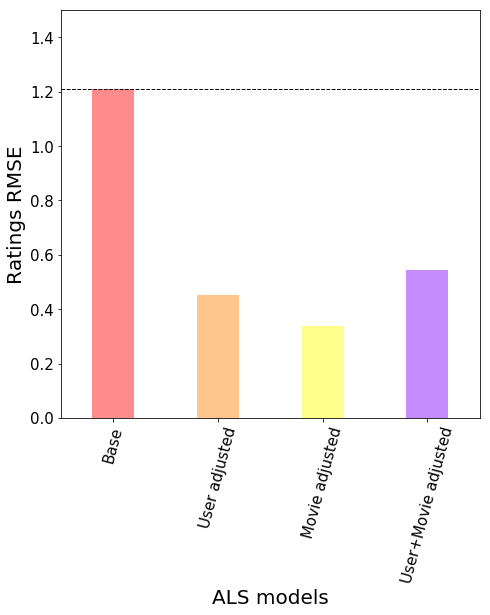 Ratings RMSE
1.4
1.2
1.0
0.8
0.6
0.4
0.2
0.0
Base
User adjusted
Movie adjusted
User+Movie adjusted
ALS models